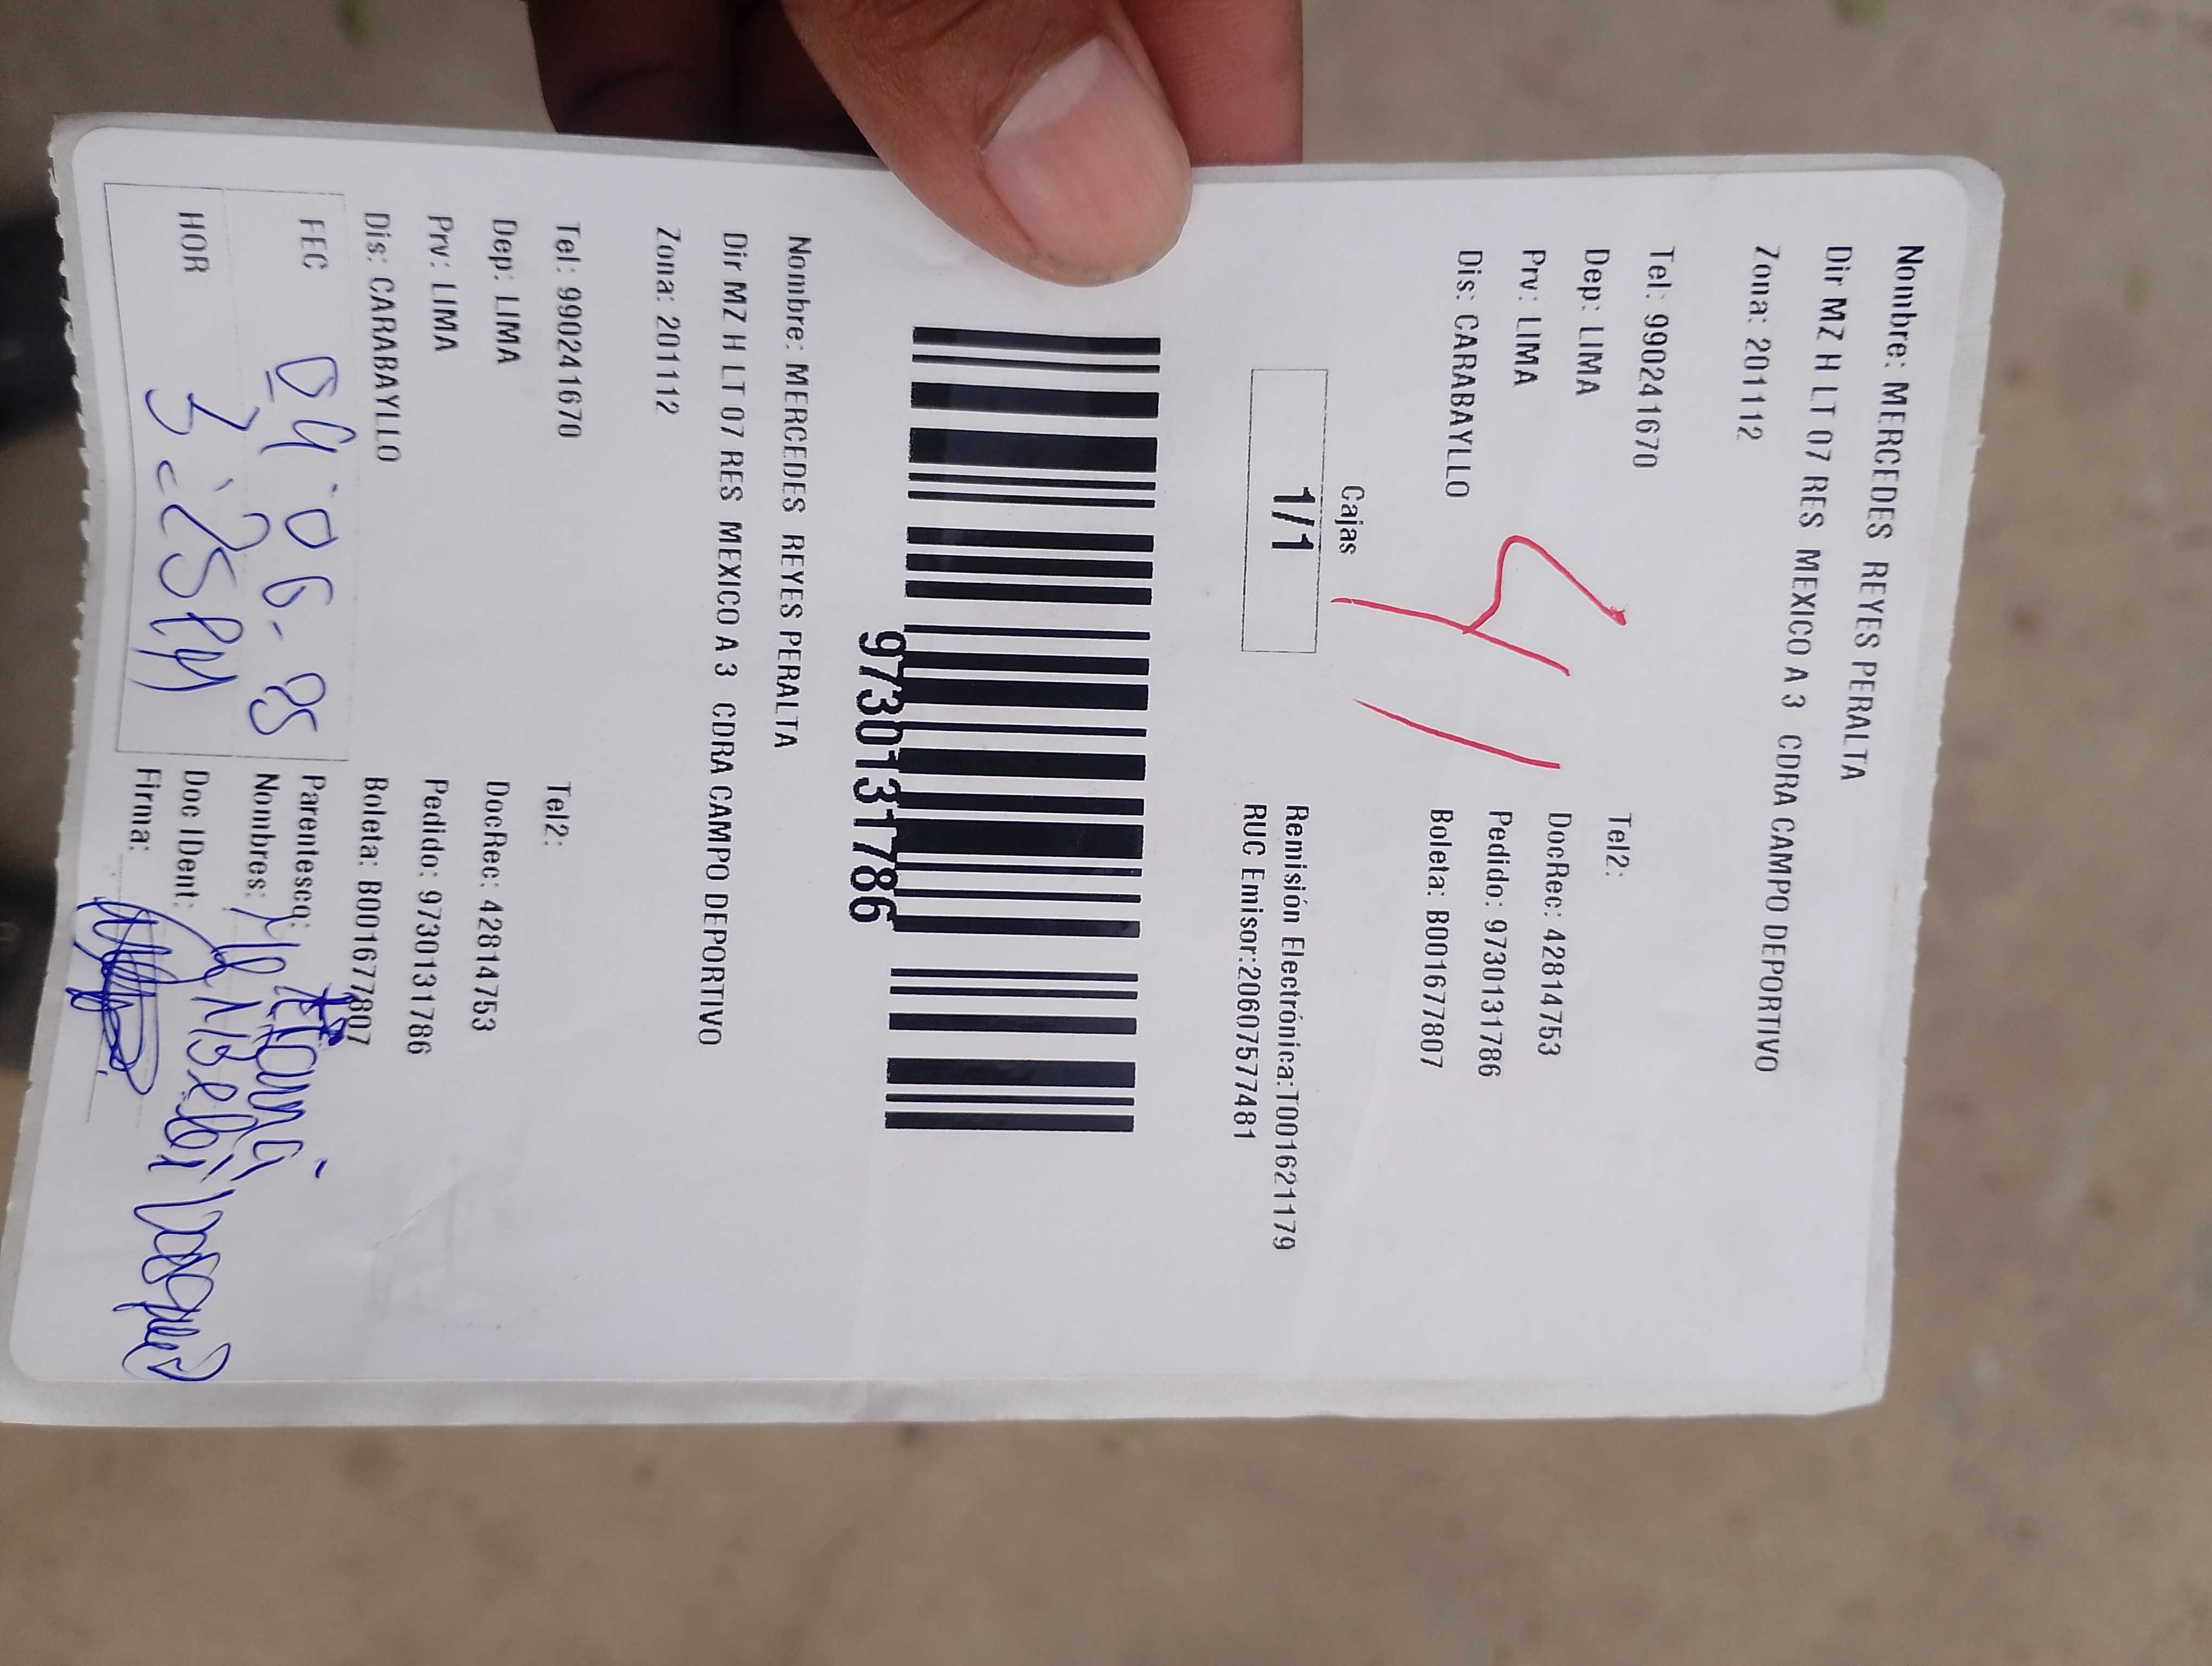 Nombre: MERCEDES REYES PERALTA
Dir MZ H LT 07 RES MEXICO A 3 CDRA CAMPO DEPORTIVO
Zona: 201112
Tel: 990241670 Tel2:
Dep: LIMA DocRec: 42814753
Prv: LIMA Pedido: 9730131786
Dis: CARABAYLLO Boleta: B001677807
41
Cajas
1/1
Remisión Electrónica:T001621179
RUC Emisor:20607577481
9730131786
Nombre: MERCEDES REYES PERALTA
Dir MZ H LT 07 RES MEXICO A 3 CDRA CAMPO DEPORTIVO
Zona: 201112
Tel: 990241670 Tel2:
Dep: LIMA DocRec: 42814753
Prv: LIMA Pedido: 9730131786
Dis: CARABAYLLO Boleta: B001677807
FEC Parentesco:
HOR 3:25 PM Nombres:
Doc IDent:
Firma: